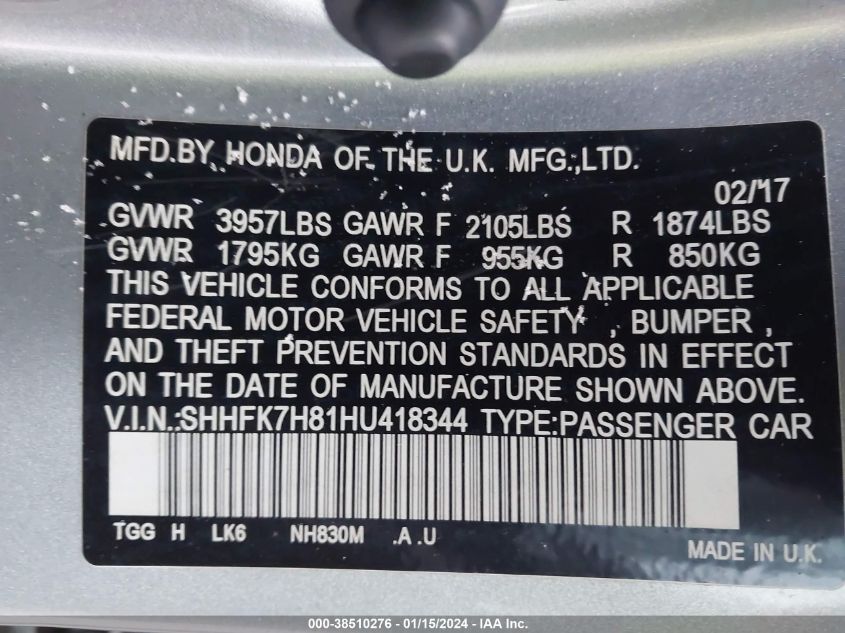 MFD.BY HONDA OF THE U.K. MFG.,LTD.
02/17
GVWR 3957LBS GAWR F 2105LBS R 1874LBS
GVWR 1795KG GAWR F 955KG R 850KG
THIS VEHICLE CONFORMS TO ALL APPLICABLE
FEDERAL MOTOR VEHICLE SAFETY , BUMPER ,
AND THEFT PREVENTION STANDARDS IN EFFECT
ON THE DATE OF MANUFACTURE SHOWN ABOVE.
V.I.N.:SHHFK7H81HU418344 TYPE:PASSENGER CAR
TGG H LK6 NH830M .A .U
MADE IN U.K.
000-38510276 - 01/15/2024 - IAA Inc.